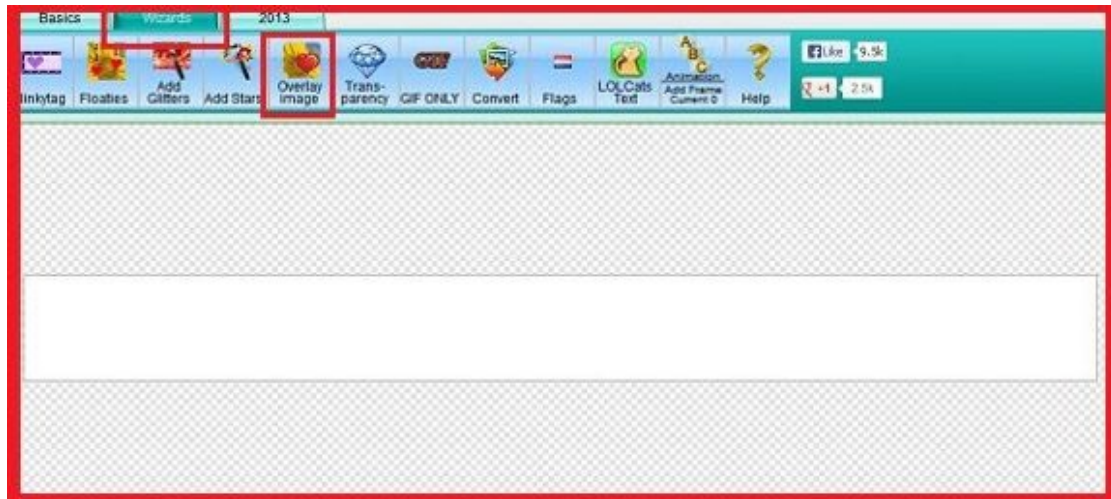 Basics Wizards 2013
linkytag Floaties Add Glitters Add Stars Overlay Image Trans-parency GIF ONLY Convert Flags LOLCats Text Animation Add Frame Current 0 Help
Like 9.5k
+1 2.5k